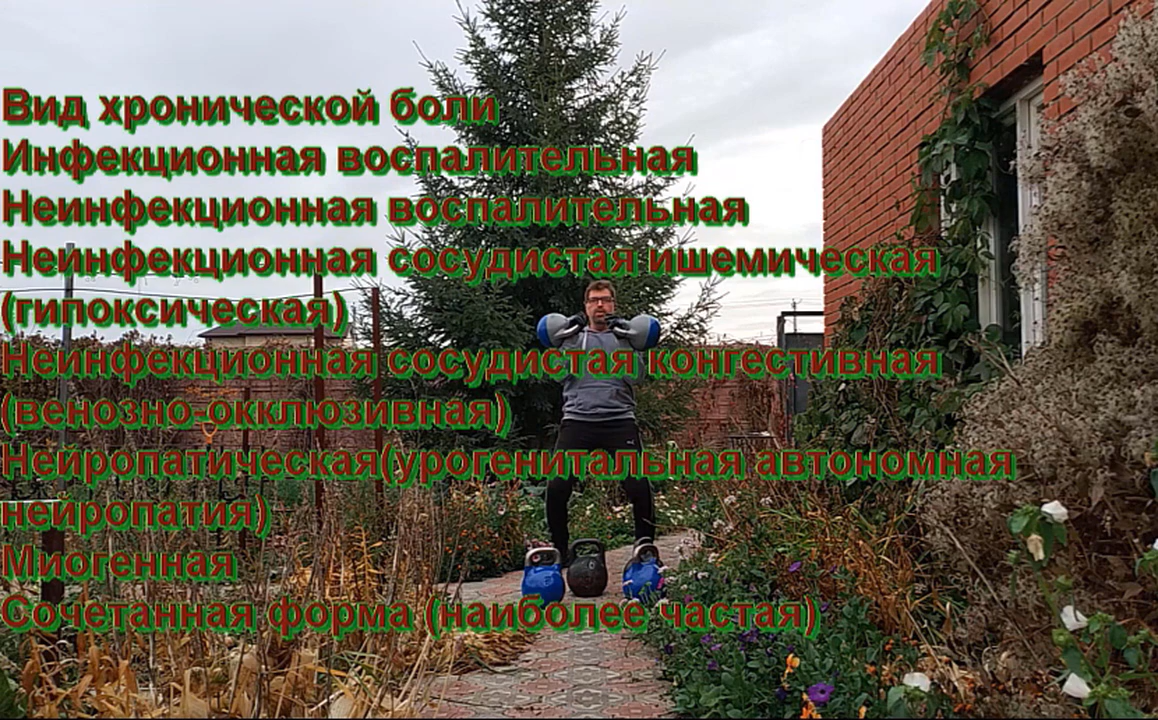 Вид хронической боли
Инфекционная воспалительная
Неинфекционная воспалительная
Неинфекционная сосудистая ишемическая
(гипоксическая)
Неинфекционная сосудистая конгестивная
(венозно-окклюзивная)
Нейропатическая(урогенитальная автономная
нейропатия)
Миогенная
Сочетанная форма (наиболее частая)